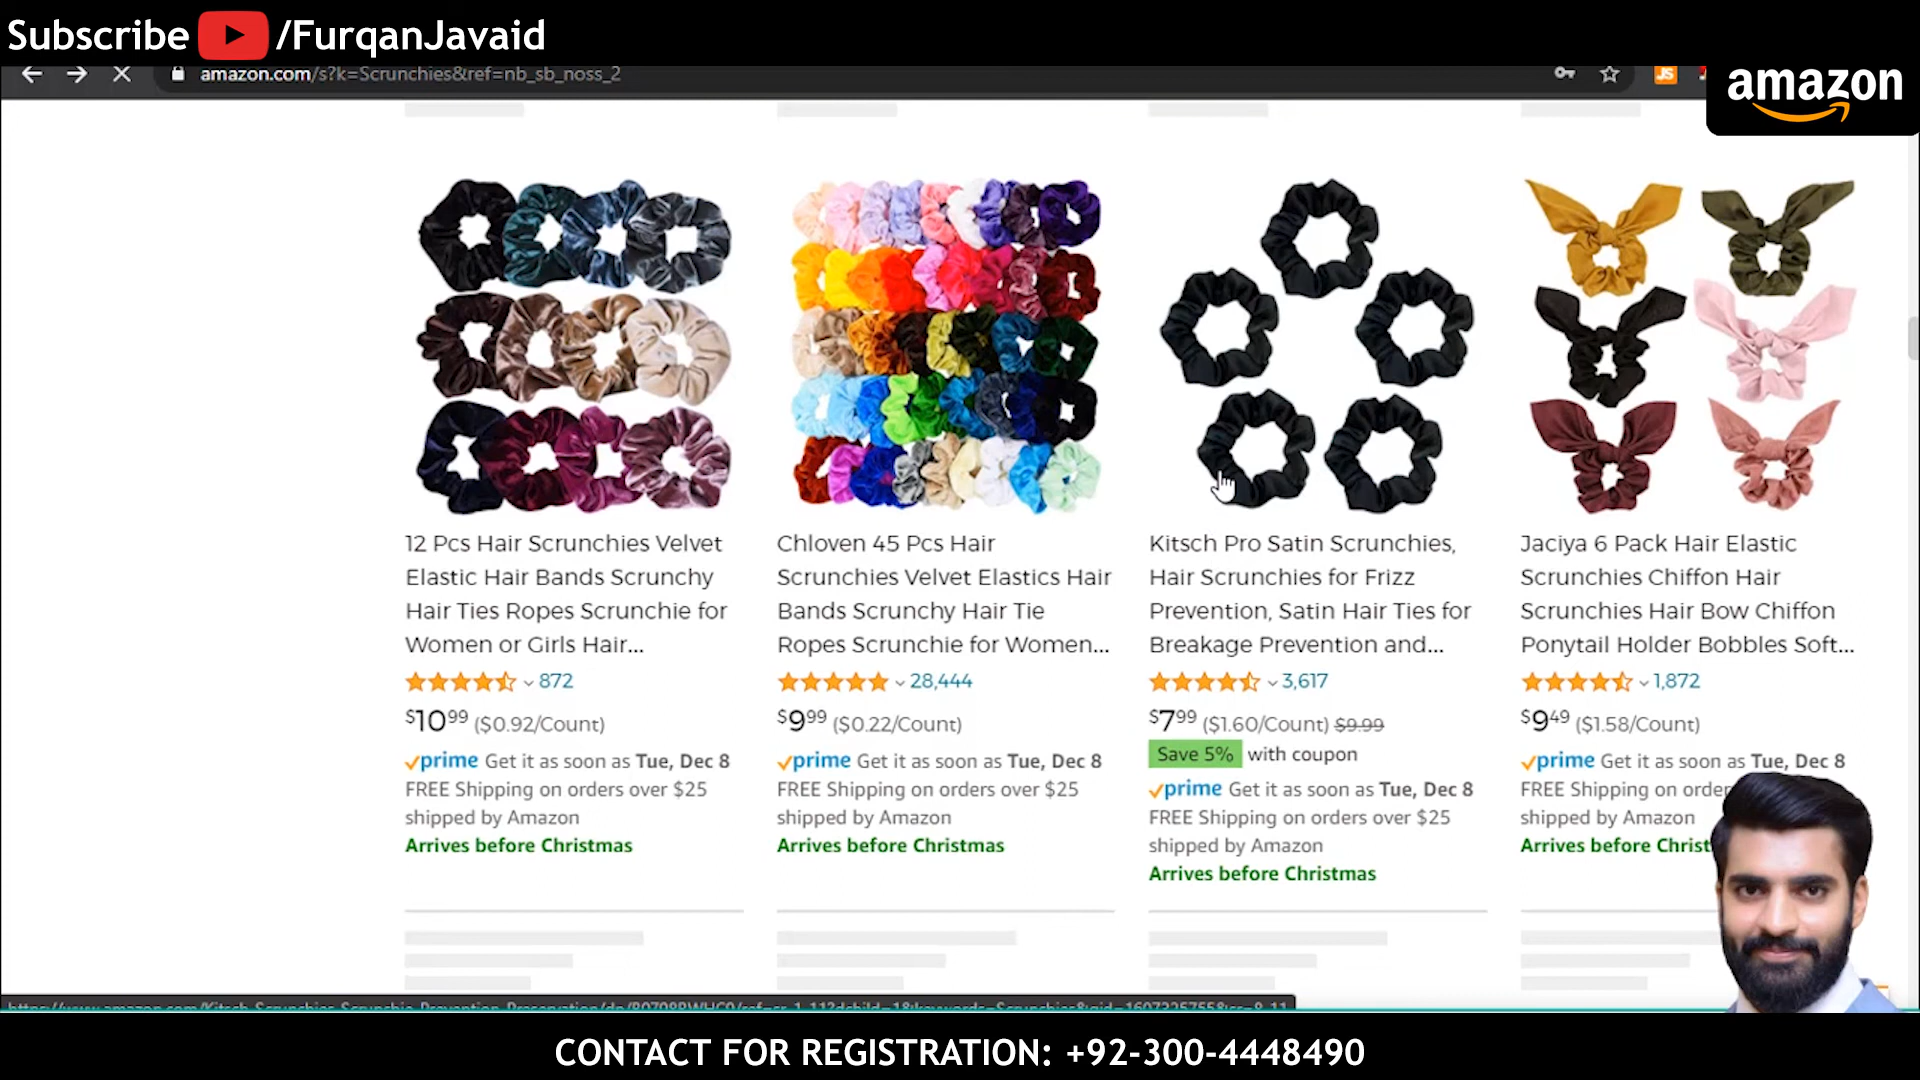 Subscribe /FurqanJavaid
amazon.com/s?k=Scrunchies&ref=nb_sb_noss_2
JS
amazon
12 Pcs Hair Scrunchies Velvet
Elastic Hair Bands Scrunchy
Hair Ties Ropes Scrunchie for
Women or Girls Hair...
872
$10.99 ($0.92/Count)
prime Get it as soon as Tue, Dec 8
FREE Shipping on orders over $25
shipped by Amazon
Arrives before Christmas
Chloven 45 Pcs Hair
Scrunchies Velvet Elastics Hair
Bands Scrunchy Hair Tie
Ropes Scrunchie for Women...
28,444
$9.99 ($0.22/Count)
prime Get it as soon as Tue, Dec 8
FREE Shipping on orders over $25
shipped by Amazon
Arrives before Christmas
Kitsch Pro Satin Scrunchies,
Hair Scrunchies for Frizz
Prevention, Satin Hair Ties for
Breakage Prevention and...
3,617
$7.99 ($1.60/Count) $9.99
Save 5% with coupon
prime Get it as soon as Tue, Dec 8
FREE Shipping on orders over $25
shipped by Amazon
Arrives before Christmas
Jaciya 6 Pack Hair Elastic
Scrunchies Chiffon Hair
Scrunchies Hair Bow Chiffon
Ponytail Holder Bobbles Soft...
1,872
$9.49 ($1.58/Count)
prime Get it as soon as Tue, Dec 8
FREE Shipping on order
shipped by Amazon
Arrives before Christ
CONTACT FOR REGISTRATION: +92-300-4448490